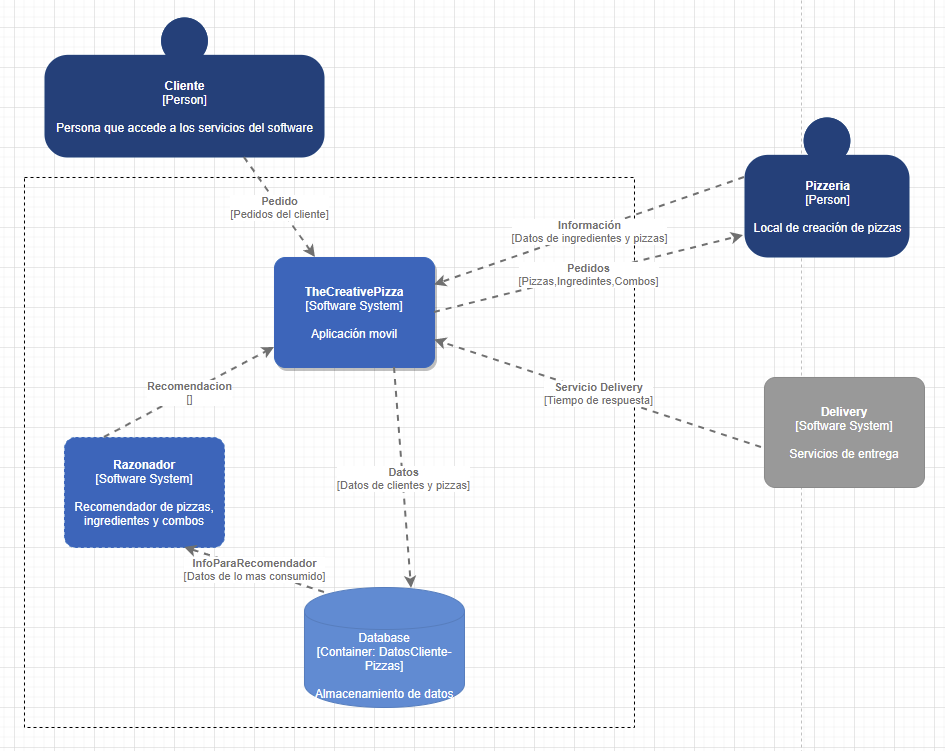 Cliente
[Person]
Persona que accede a los servicios del software
Pizzeria
[Person]
Local de creación de pizzas
Pedido
[Pedidos del cliente]
Información
[Datos de ingredientes y pizzas]
Pedidos
[Pizzas,Ingredintes,Combos]
TheCreativePizza
[Software System]
Aplicación movil
Recomendacion
[]
Servicio Delivery
[Tiempo de respuesta]
Delivery
[Software System]
Servicios de entrega
Razonador
[Software System]
Recomendador de pizzas,
ingredientes y combos
Datos
[Datos de clientes y pizzas]
InfoParaRecomendador
[Datos de lo mas consumido]
Database
[Container: DatosCliente-
Pizzas]
Almacenamiento de datos